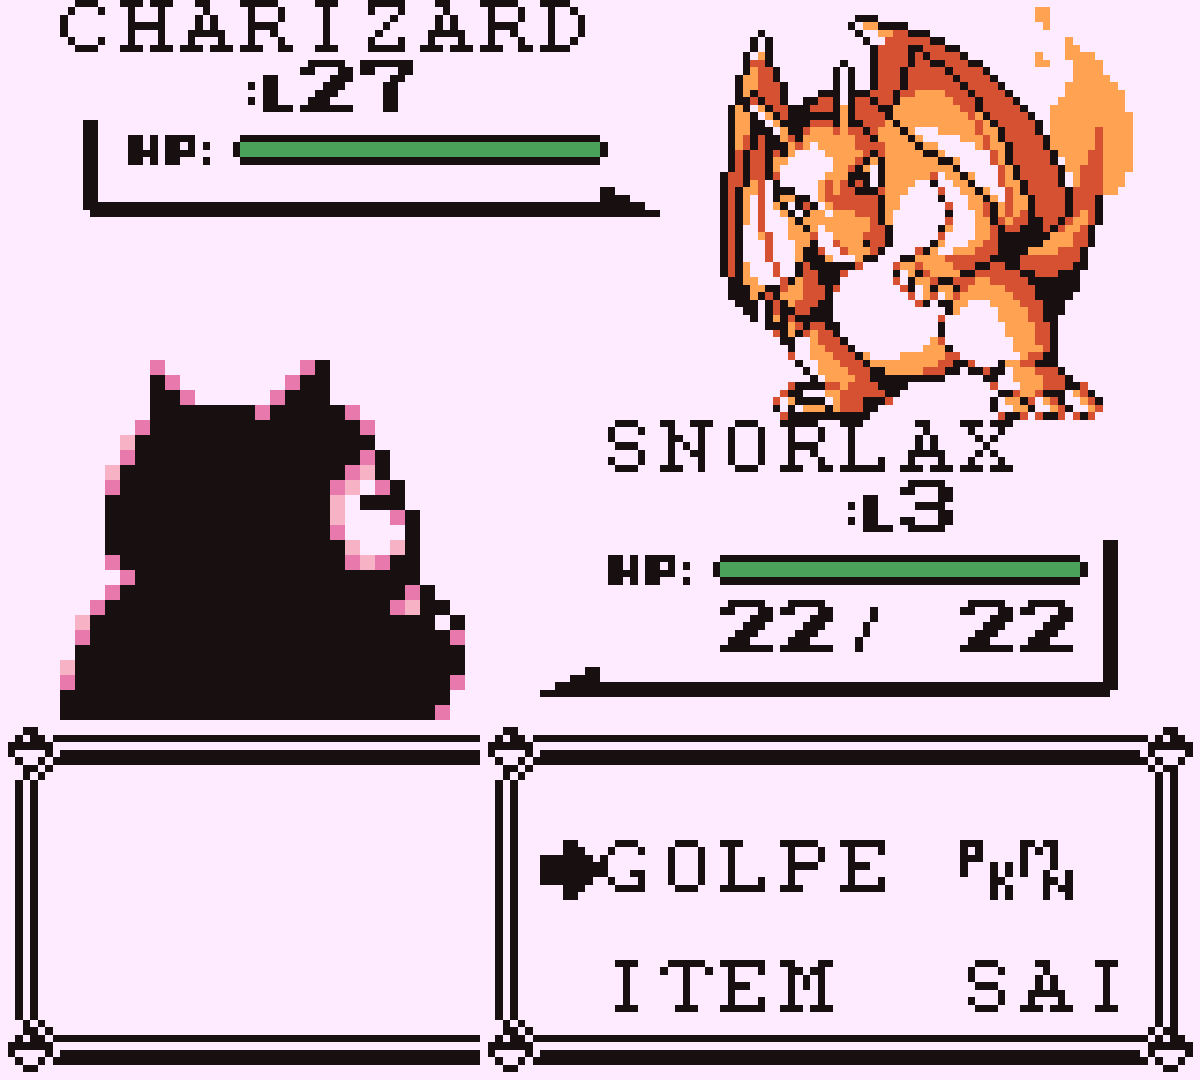 CHARIZARD
:L27
HP:
SNORLAX
:L3
HP:
22/ 22
GOLPE PKMN
ITEM SAI